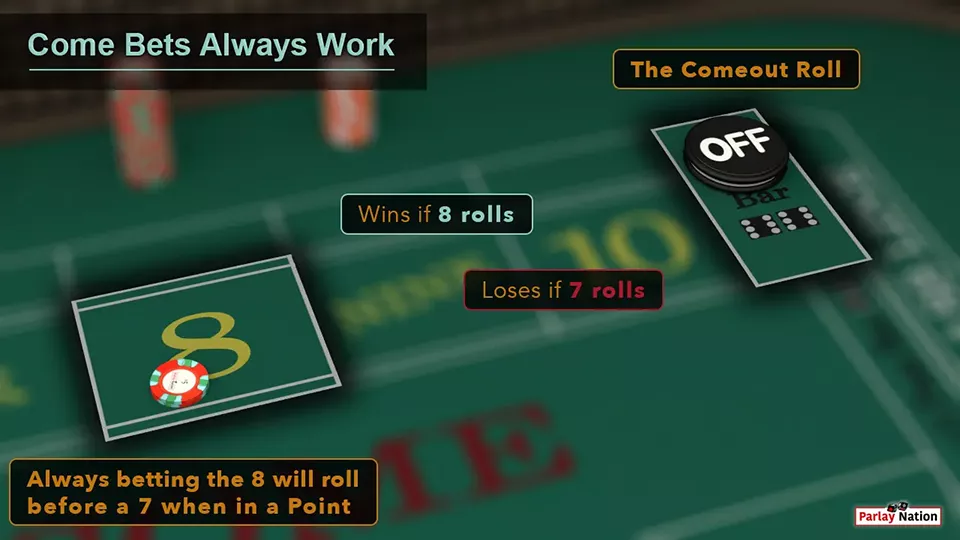 Come Bets Always Work
The Comeout Roll
OFF
Bar
Wins if 8 rolls
10
NINE
Loses if 7 rolls
8
Always betting the 8 will roll
before a 7 when in a Point
Parlay Nation